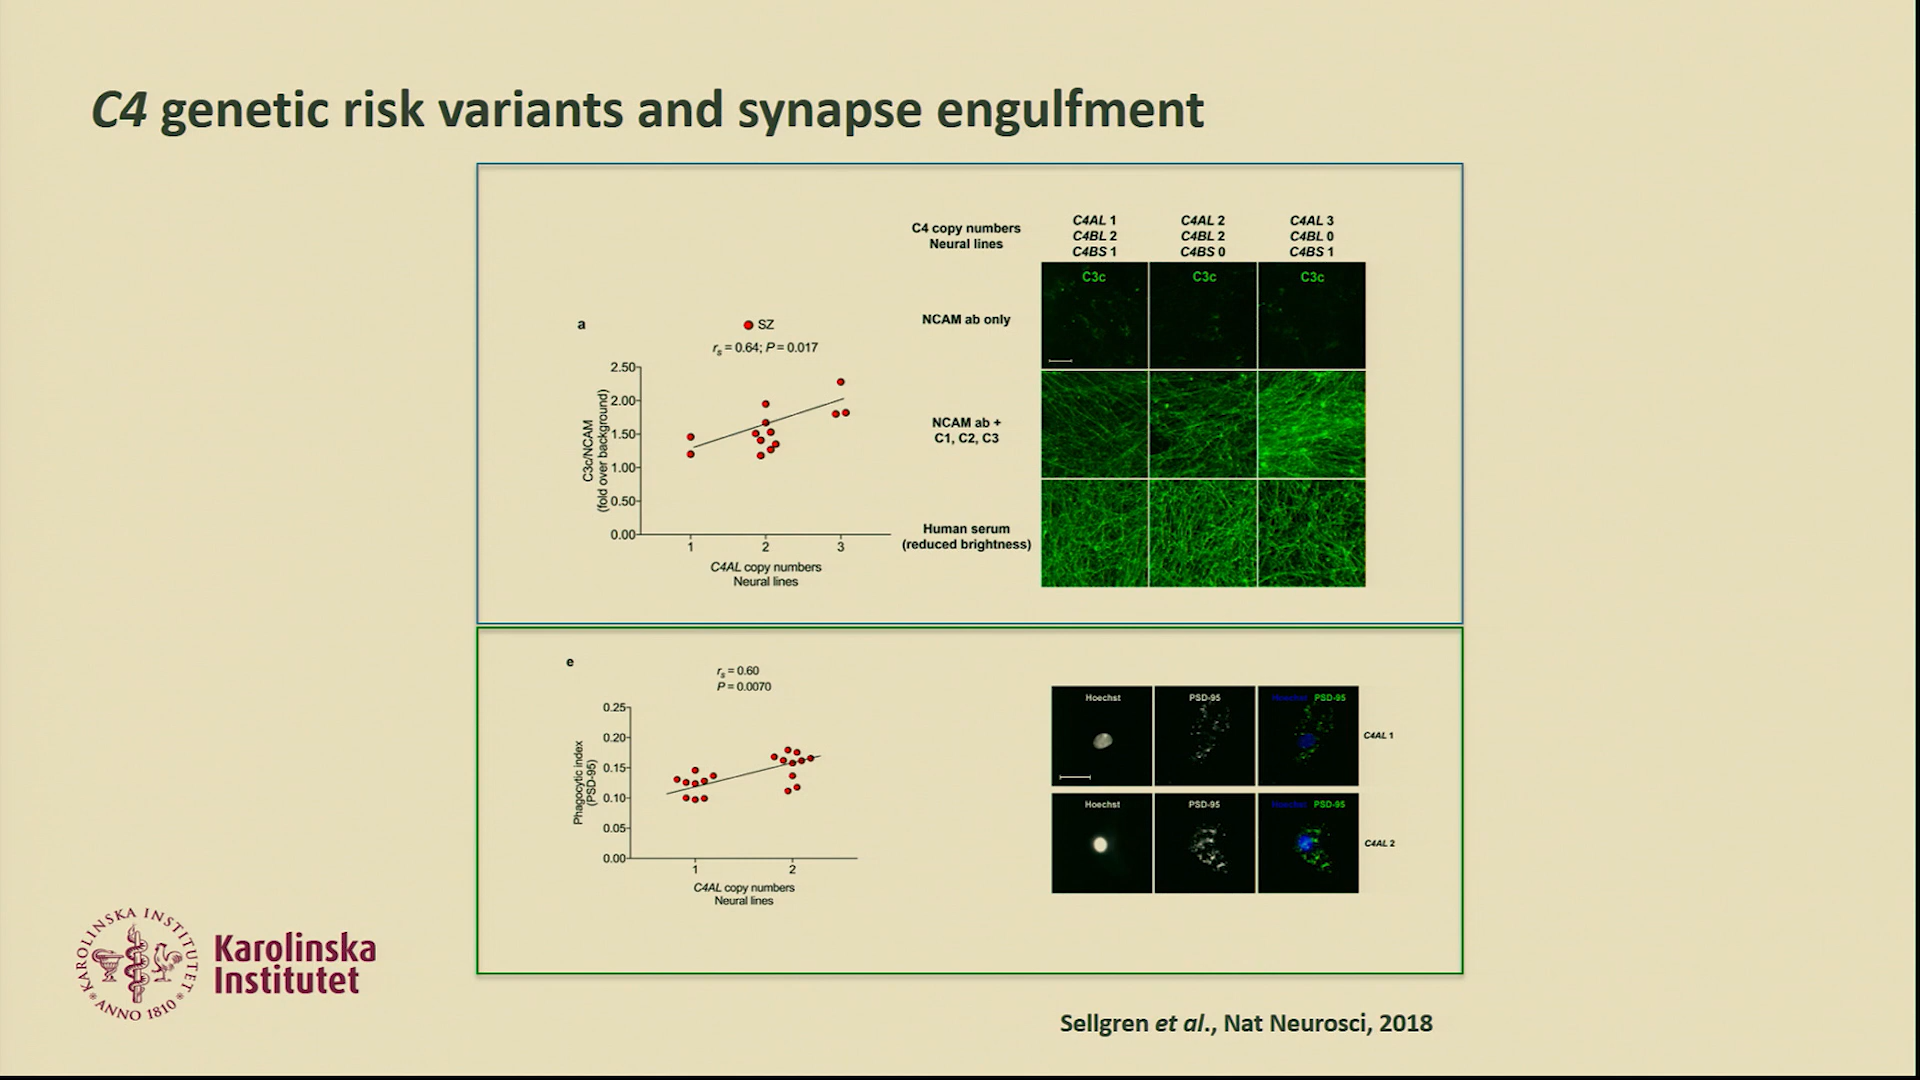 C4 genetic risk variants and synapse engulfment
a
SZ
rs = 0.64; P = 0.017
2.50
2.00
1.50
1.00
0.50
0.00
C3c/NCAM
(fold over background)
1 2 3
C4AL copy numbers
Neural lines
C4 copy numbers
Neural lines
C4AL 1
C4BL 2
C4BS 1
C4AL 2
C4BL 2
C4BS 0
C4AL 3
C4BL 0
C4BS 1
C3c C3c C3c
NCAM ab only
NCAM ab +
C1, C2, C3
Human serum
(reduced brightness)
e
rs = 0.60
P = 0.0070
0.25
0.20
0.15
0.10
0.05
0.00
Phagocytic index
(PSD-95)
1 2
C4AL copy numbers
Neural lines
Hoechst PSD-95 Hoechst PSD-95
C4AL 1
Hoechst PSD-95 Hoechst PSD-95
C4AL 2
KAROLINSKA INSTITUTET
ANNO 1810
Karolinska
Institutet
Sellgren et al., Nat Neurosci, 2018